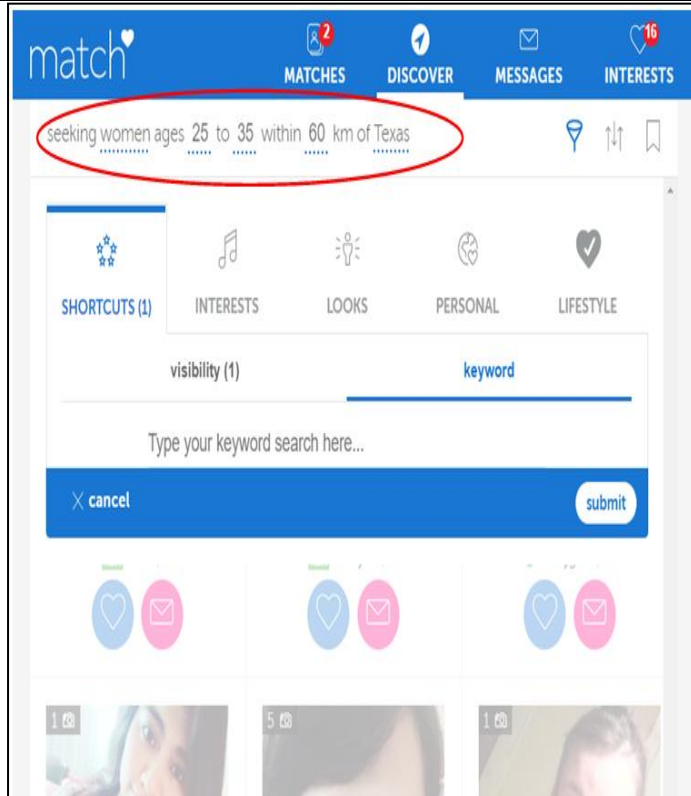 match
2 16
MATCHES DISCOVER MESSAGES INTERESTS
seeking women ages 25 to 35 within 60 km of Texas
SHORTCUTS (1) INTERESTS LOOKS PERSONAL LIFESTYLE
visibility (1) keyword
Type your keyword search here...
cancel submit
1 5 1